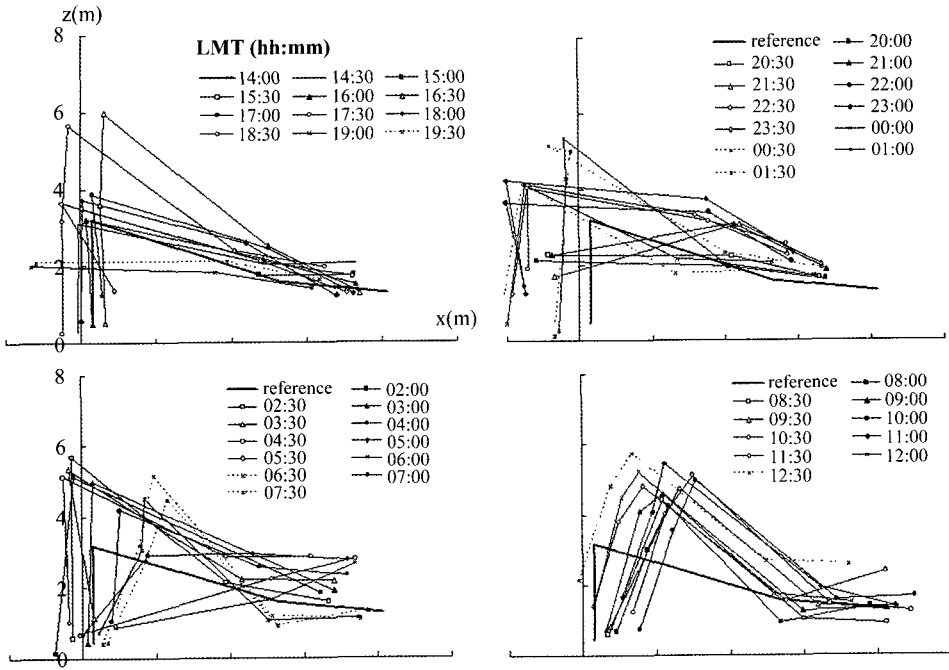 z(m)
8
6
4
2
0
x(m)
LMT (hh:mm)
14:00 14:30 15:00
15:30 16:00 16:30
17:00 17:30 18:00
18:30 19:00 19:30
reference 20:00
20:30 21:00
21:30 22:00
22:30 23:00
23:30 00:00
00:30 01:00
01:30
8
6
4
2
0
reference 02:00
02:30 03:00
03:30 04:00
04:30 05:00
05:30 06:00
06:30 07:00
07:30
reference 08:00
08:30 09:00
09:30 10:00
10:30 11:00
11:30 12:00
12:30